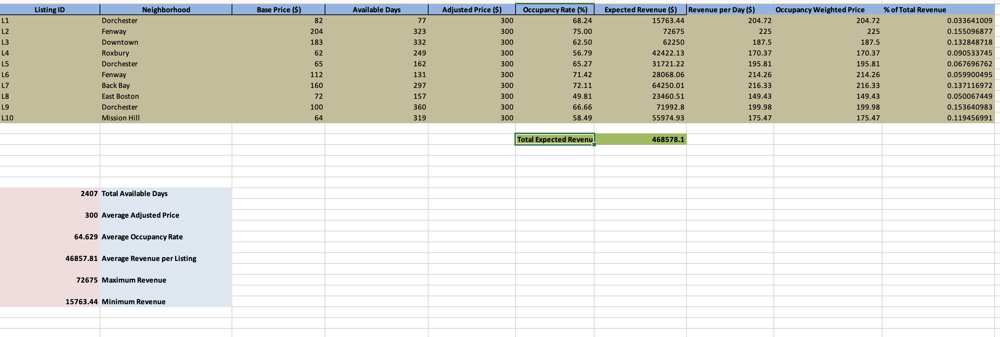 Listing ID Neighborhood Base Price ($) Available Days Adjusted Price ($) Occupancy Rate (%) Expected Revenue ($) Revenue per Day ($) Occupancy Weighted Price % of Total Revenue
L1 Dorchester 82 77 300 68.24 15763.44 204.72 204.72 0.033641009
L2 Fenway 204 323 300 75.00 72675 225 225 0.155096877
L3 Downtown 183 332 300 62.50 62250 187.5 187.5 0.132848718
L4 Roxbury 62 249 300 56.79 42422.13 170.37 170.37 0.090533745
L5 Dorchester 65 162 300 65.27 31721.22 195.81 195.81 0.067696762
L6 Fenway 112 131 300 71.42 28068.06 214.26 214.26 0.059900495
L7 Back Bay 160 297 300 72.11 64250.01 216.33 216.33 0.137116972
L8 East Boston 72 157 300 49.81 23460.51 149.43 149.43 0.050067449
L9 Dorchester 100 360 300 66.66 71992.8 199.98 199.98 0.153640983
L10 Mission Hill 64 319 300 58.49 55974.93 175.47 175.47 0.119456991
Total Expected Revenu 468578.1
2407 Total Available Days
300 Average Adjusted Price
64.629 Average Occupancy Rate
46857.81 Average Revenue per Listing
72675 Maximum Revenue
15763.44 Minimum Revenue